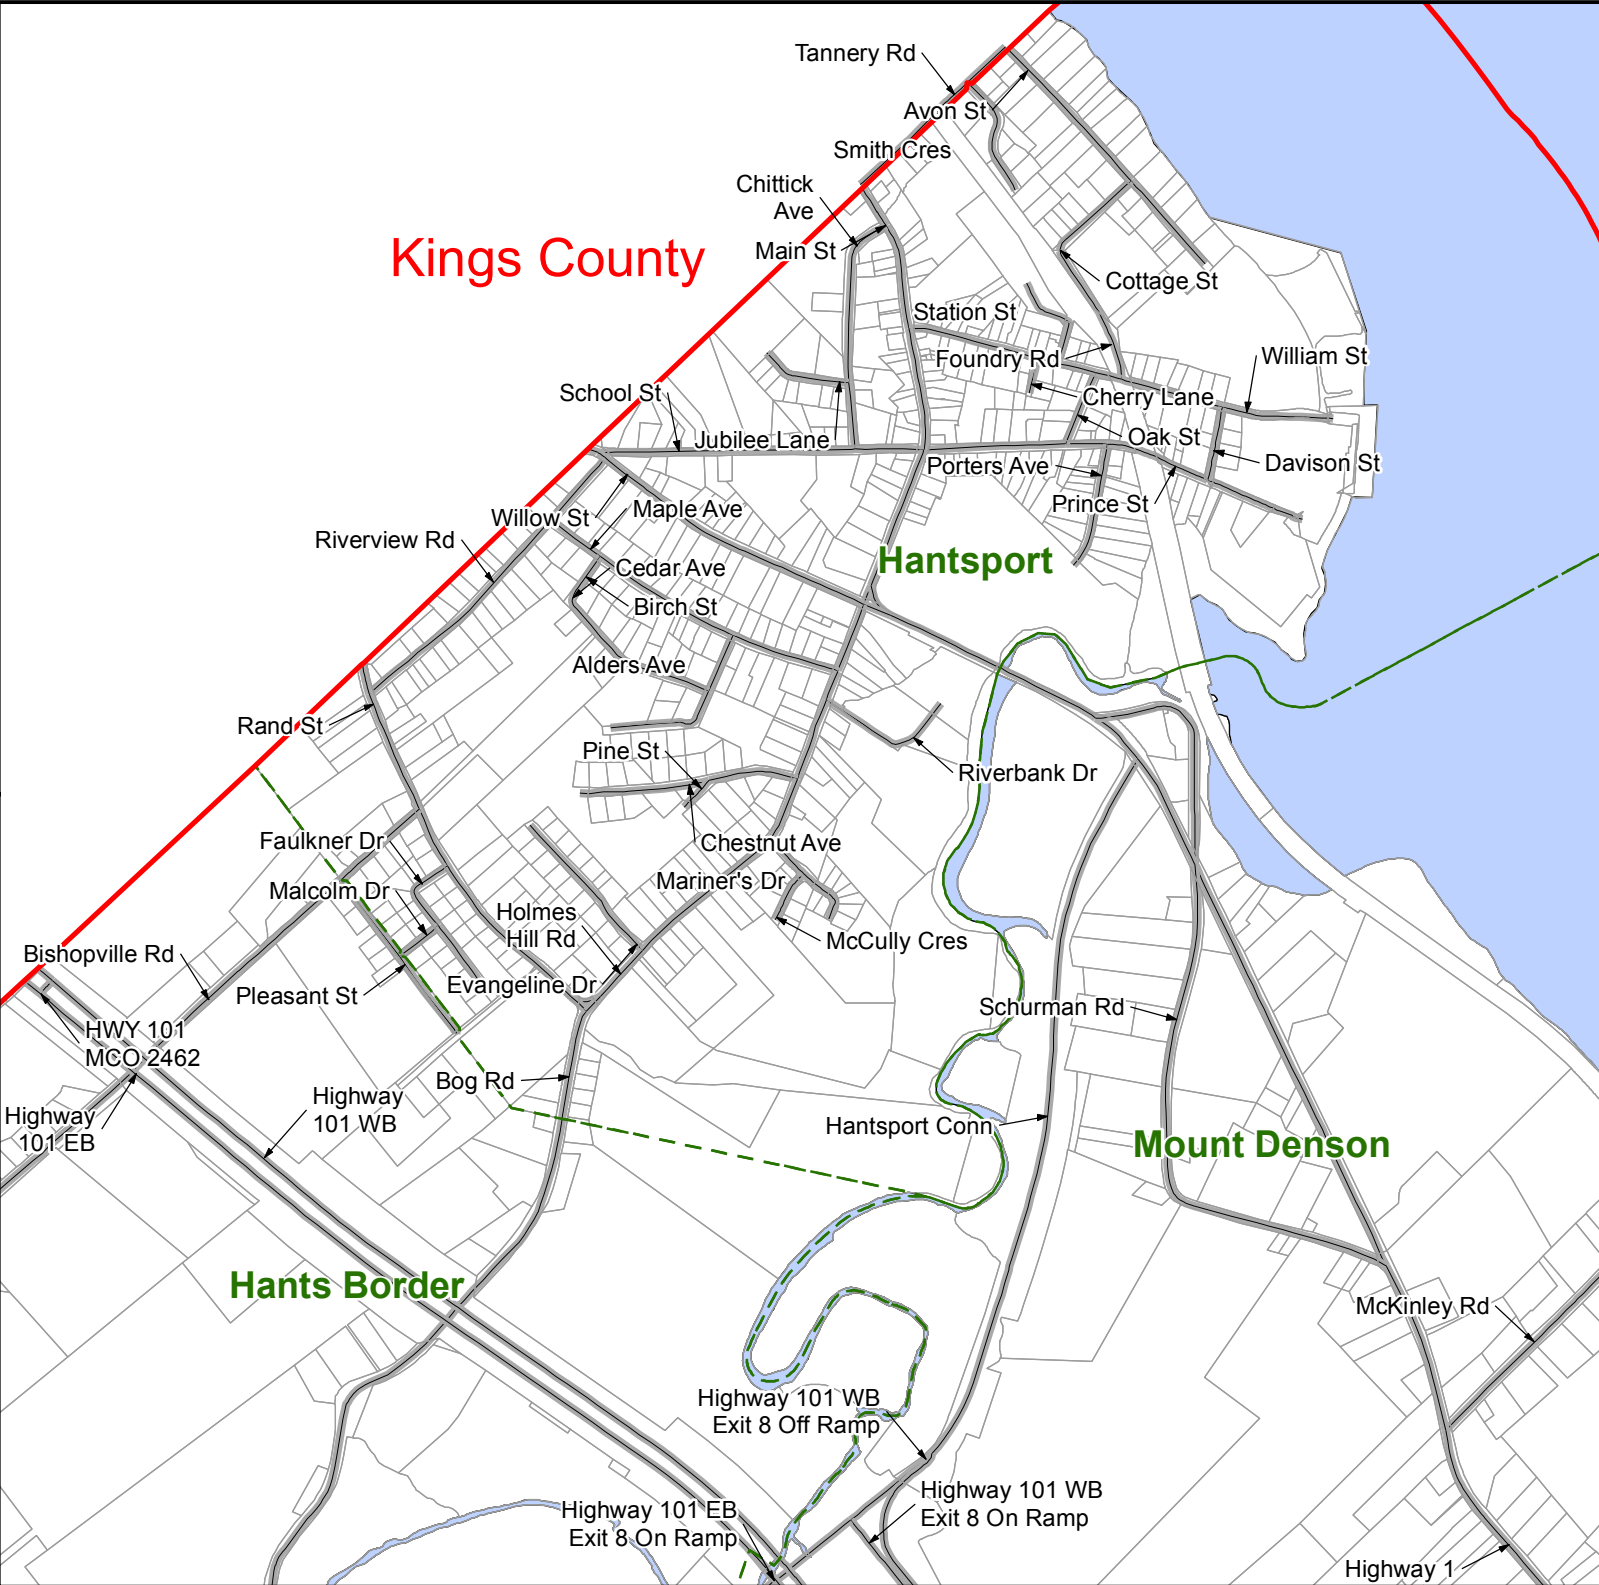 Tannery Rd
Avon St
Smith Cres
Chittick
Ave
Main St
Kings County
Cottage St
Station St
Foundry Rd
William St
School St
Cherry Lane
Jubilee Lane
Oak St
Porters Ave
Davison St
Prince St
Willow St
Maple Ave
Riverview Rd
Hantsport
Cedar Ave
Birch St
Alders Ave
Rand St
Pine St
Riverbank Dr
Faulkner Dr
Chestnut Ave
Malcolm Dr
Mariner's Dr
Holmes
Hill Rd
McCully Cres
Bishopville Rd
Pleasant St
Evangeline Dr
Schurman Rd
HWY 101
MCO 2462
Bog Rd
Highway
101 WB
Highway
101 EB
Hantsport Conn
Mount Denson
Hants Border
McKinley Rd
Highway 101 WB
Exit 8 Off Ramp
Highway 101 WB
Exit 8 On Ramp
Highway 101 EB
Exit 8 On Ramp
Highway 1